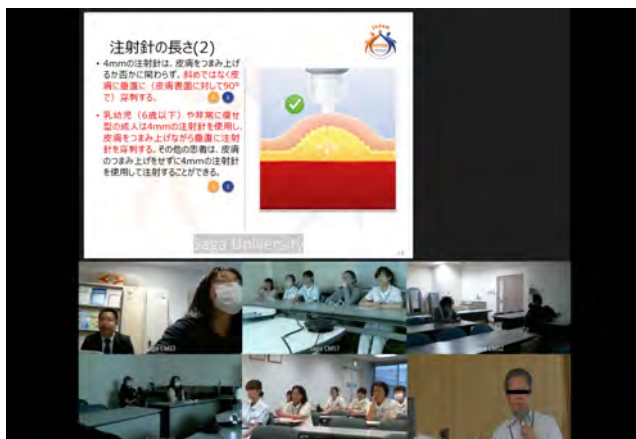 注射針の長さ(2)
JAPAN
• 4mmの注射針は、皮膚をつまみ上げ
るか否かに関わらず、斜めではなく皮
膚に垂直に（皮膚表面に対して90°
で）穿刺する。
• 乳幼児（6歳以下）や非常に痩せ
型の成人は4mmの注射針を使用し、
皮膚をつまみ上げながら垂直に注射
針を穿刺する。その他の患者は、皮膚
のつまみ上げをせずに4mmの注射針
を使用して注射することができる。
Saga University
Saga CMS3
Saga CMS1
Saga CMS2